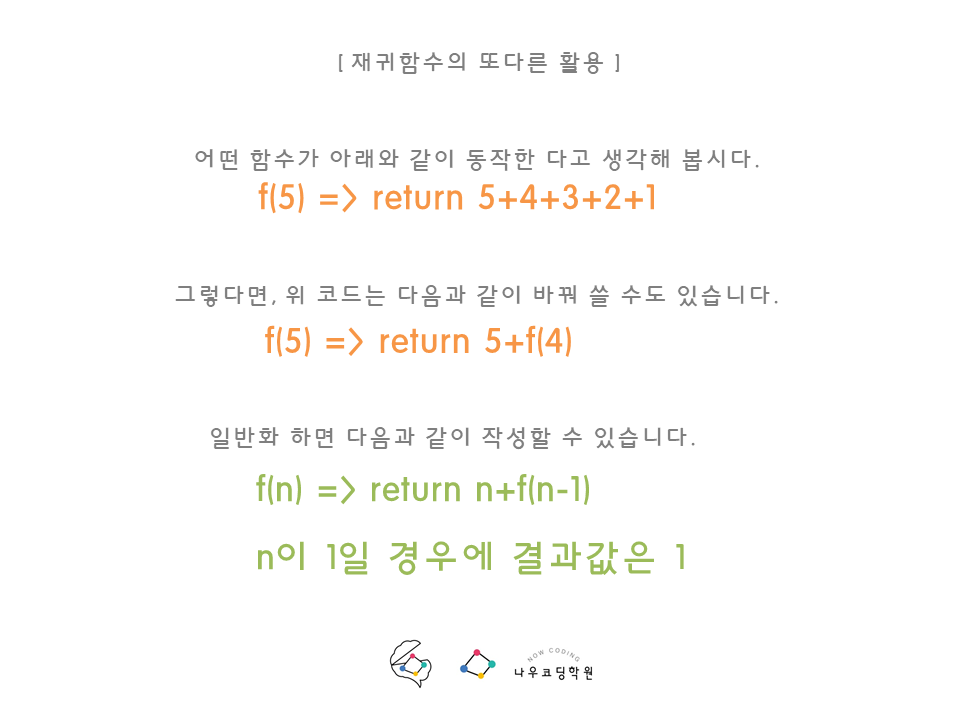 [ 재귀함수의 또다른 활용 ]
어떤 함수가 아래와 같이 동작한 다고 생각해 봅시다.
f(5) => return 5+4+3+2+1
그렇다면, 위 코드는 다음과 같이 바꿔 쓸 수도 있습니다.
f(5) => return 5+f(4)
일반화 하면 다음과 같이 작성할 수 있습니다.
f(n) => return n+f(n-1)
n이 1일 경우에 결과값은 1
NOW CODING
나우코딩학원